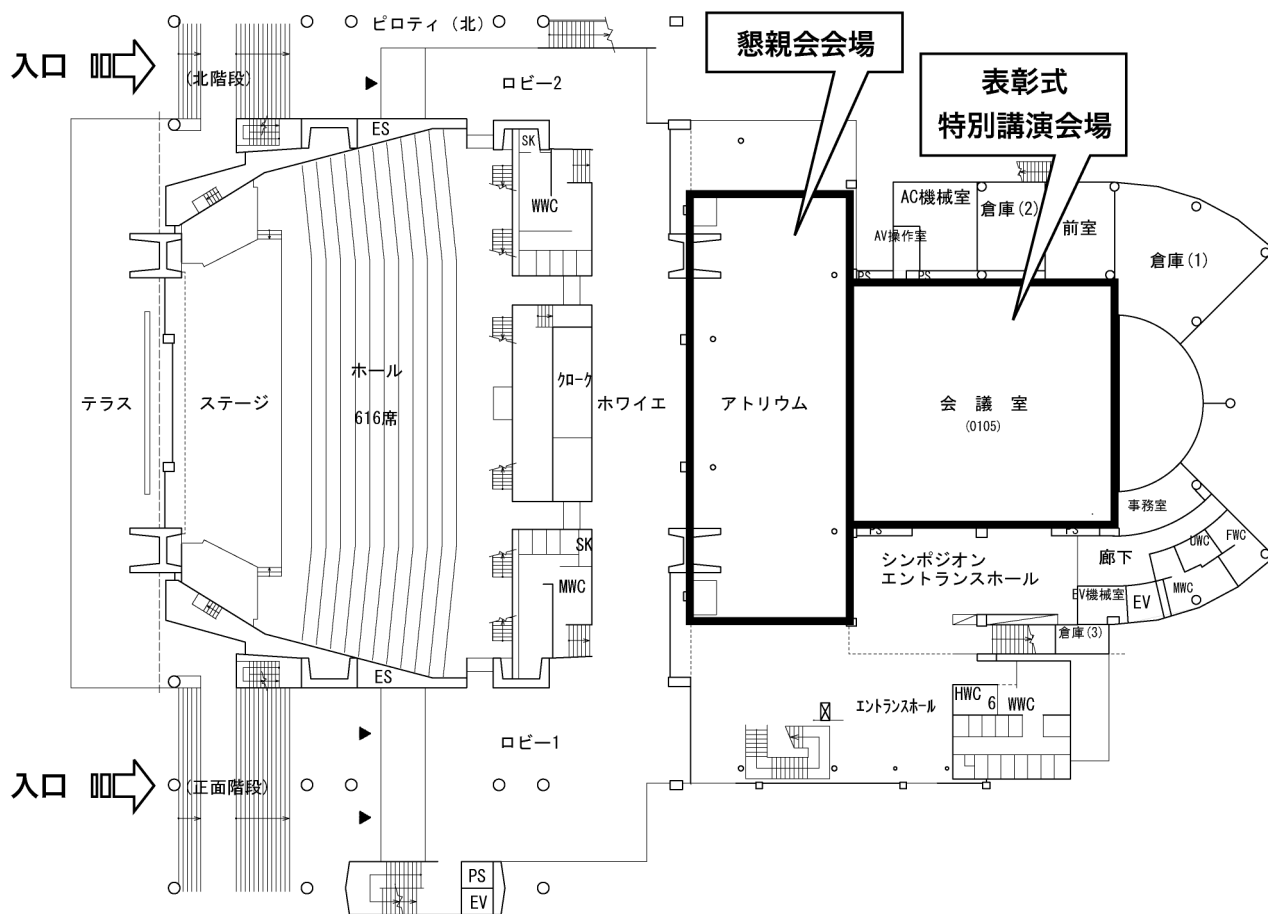 ピロティ（北）
懇親会会場
入口
(北階段)
ロビー2
表彰式
特別講演会場
ES
SK
WWC
AC機械室
倉庫(2)
前室
AV操作室
倉庫(1)
PS
PS
ホール
616席
クローク
テラス
ステージ
ホワイエ
アトリウム
会議室
(0105)
事務室
PS
PS
SK
MWC
シンポジオン
エントランスホール
廊下
UWC
FWC
EV機械室
EV
MWC
倉庫(3)
ES
HWC
6
WWC
エントランスホール
ロビー1
入口
(正面階段)
PS
EV